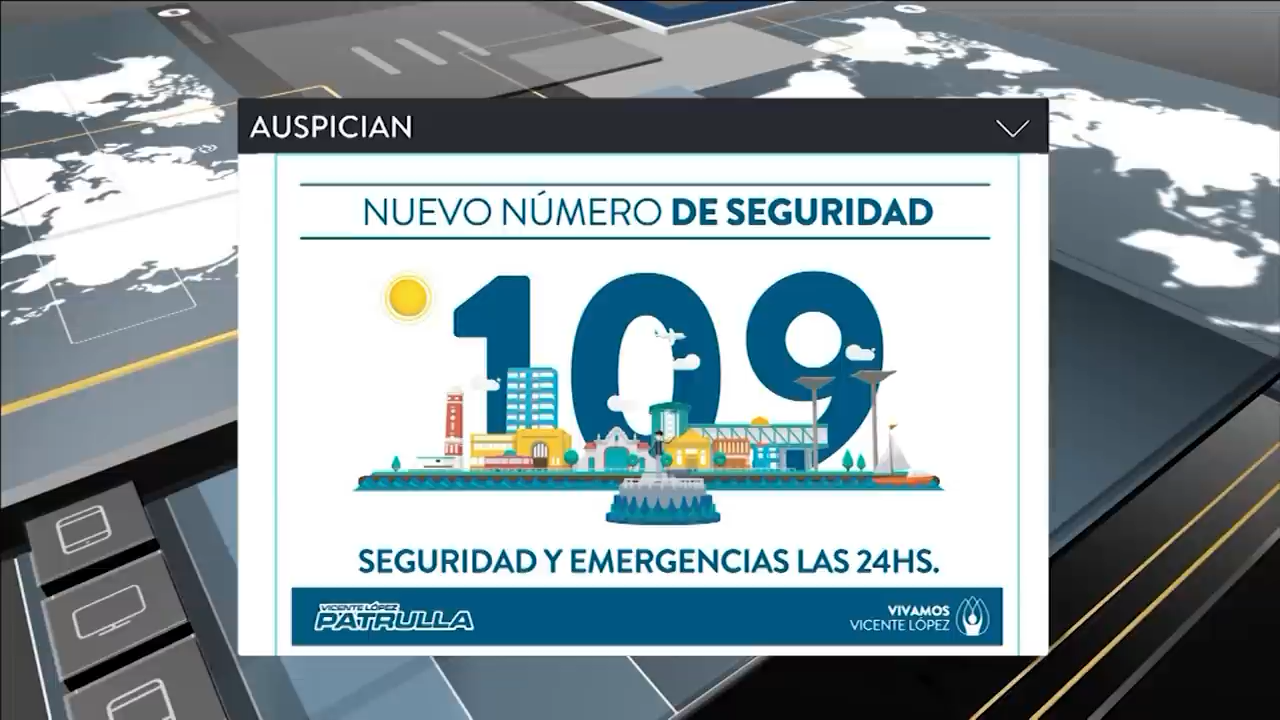 AUSPICIAN
NUEVO NÚMERO DE SEGURIDAD
109
SEGURIDAD Y EMERGENCIAS LAS 24HS.
VICENTE LÓPEZ
PATRULLA
VIVAMOS
VICENTE LÓPEZ